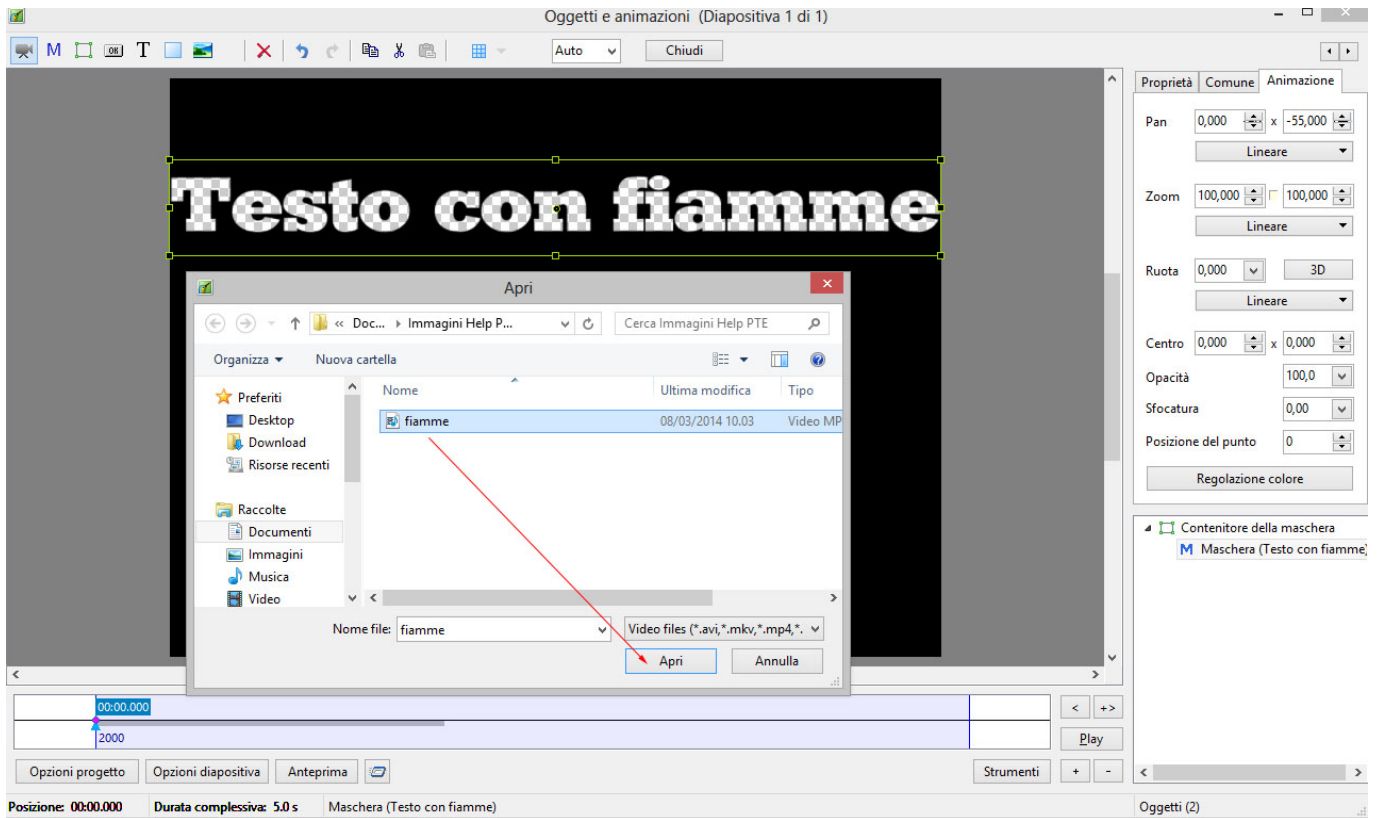 Oggetti e animazioni (Diapositiva 1 di 1)
M OK T Auto Chiudi
Proprietà Comune Animazione
Pan 0,000 x -55,000
Lineare
Zoom 100,000 100,000
Lineare
Ruota 0,000 3D
Lineare
Centro 0,000 x 0,000
Opacità 100,0
Sfocatura 0,00
Posizione del punto 0
Regolazione colore
Contenitore della maschera
M Maschera (Testo con fiamme)
Testo con fiamme
Apri
« Doc... Immagini Help P... Cerca Immagini Help PTE
Organizza Nuova cartella
Preferiti
Desktop
Download
Risorse recenti
Raccolte
Documenti
Immagini
Musica
Video
Nome Ultima modifica Tipo
fiamme 08/03/2014 10.03 Video MP
Nome file: fiamme Video files (*.avi,*.mkv,*.mp4,*.
Apri Annulla
00:00.000 < +>
2000 Play
Opzioni progetto Opzioni diapositiva Anteprima Strumenti + -
Posizione: 00:00.000 Durata complessiva: 5.0 s Maschera (Testo con fiamme) Oggetti (2)